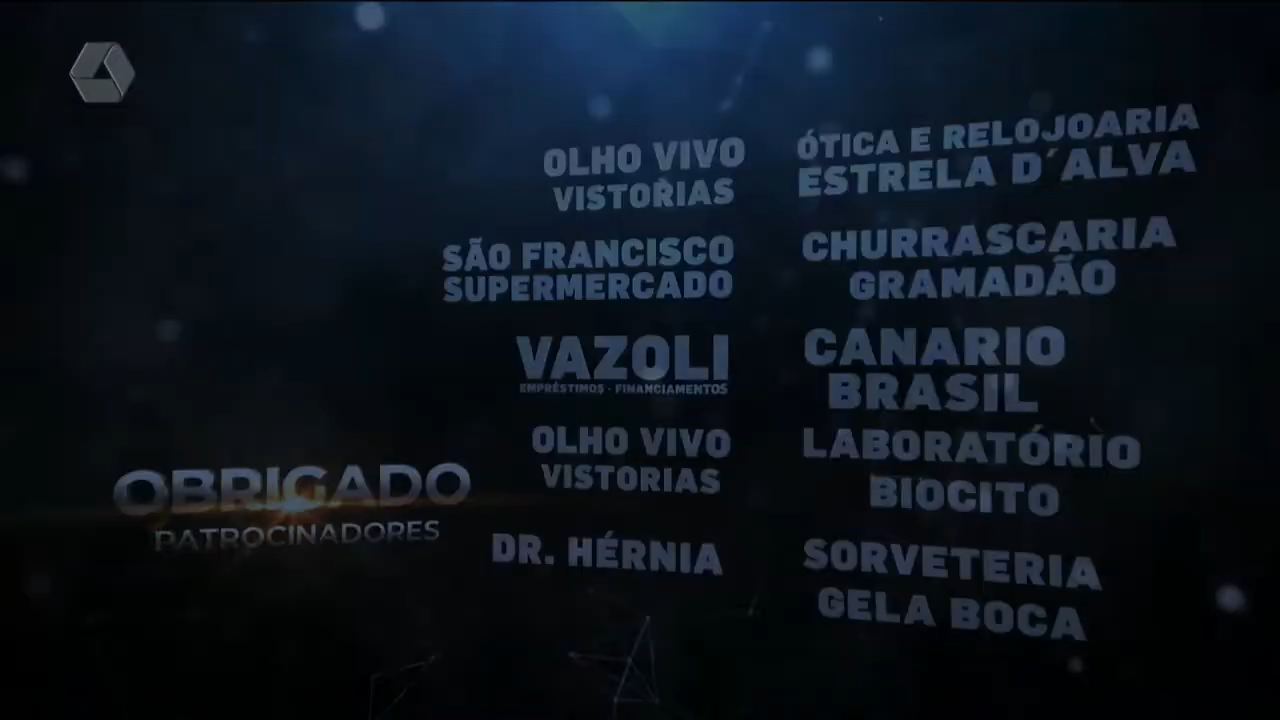 OLHO VIVO
VISTORIAS
SÃO FRANCISCO
SUPERMERCADO
VAZOLI
EMPRÉSTIMOS - FINANCIAMENTOS
OLHO VIVO
VISTORIAS
DR. HÉRNIA
ÓTICA E RELOJOARIA
ESTRELA D´ALVA
CHURRASCARIA
GRAMADÃO
CANARIO
BRASIL
LABORATÓRIO
BIOCITO
SORVETERIA
GELA BOCA
OBRIGADO
PATROCINADORES